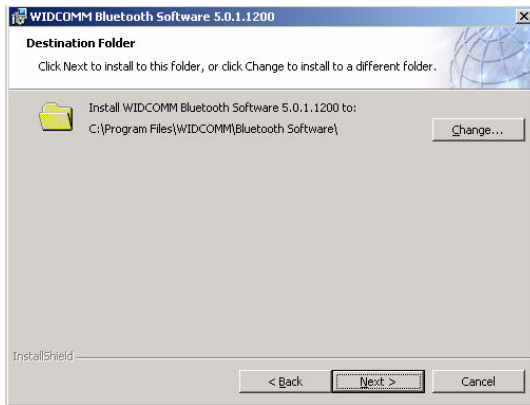 WIDCOMM Bluetooth Software 5.0.1.1200
Destination Folder
Click Next to install to this folder, or click Change to install to a different folder.
Install WIDCOMM Bluetooth Software 5.0.1.1200 to:
C:\Program Files\WIDCOMM\Bluetooth Software\
Change...
InstallShield
< Back
Next >
Cancel